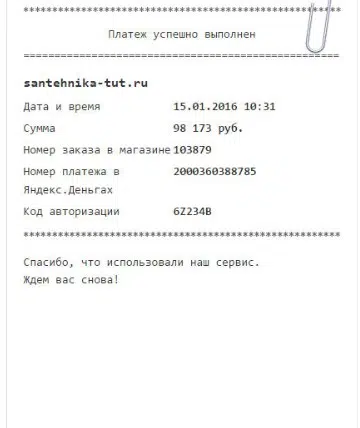 *******************************************************
Платеж успешно выполнен
=======================================================
santehnika-tut.ru
Дата и время 15.01.2016 10:31
Сумма 98 173 руб.
Номер заказа в магазине 103879
Номер платежа в 2000360388785
Яндекс.Деньгах
Код авторизации 6Z234B
*******************************************************
Спасибо, что использовали наш сервис.
Ждем вас снова!